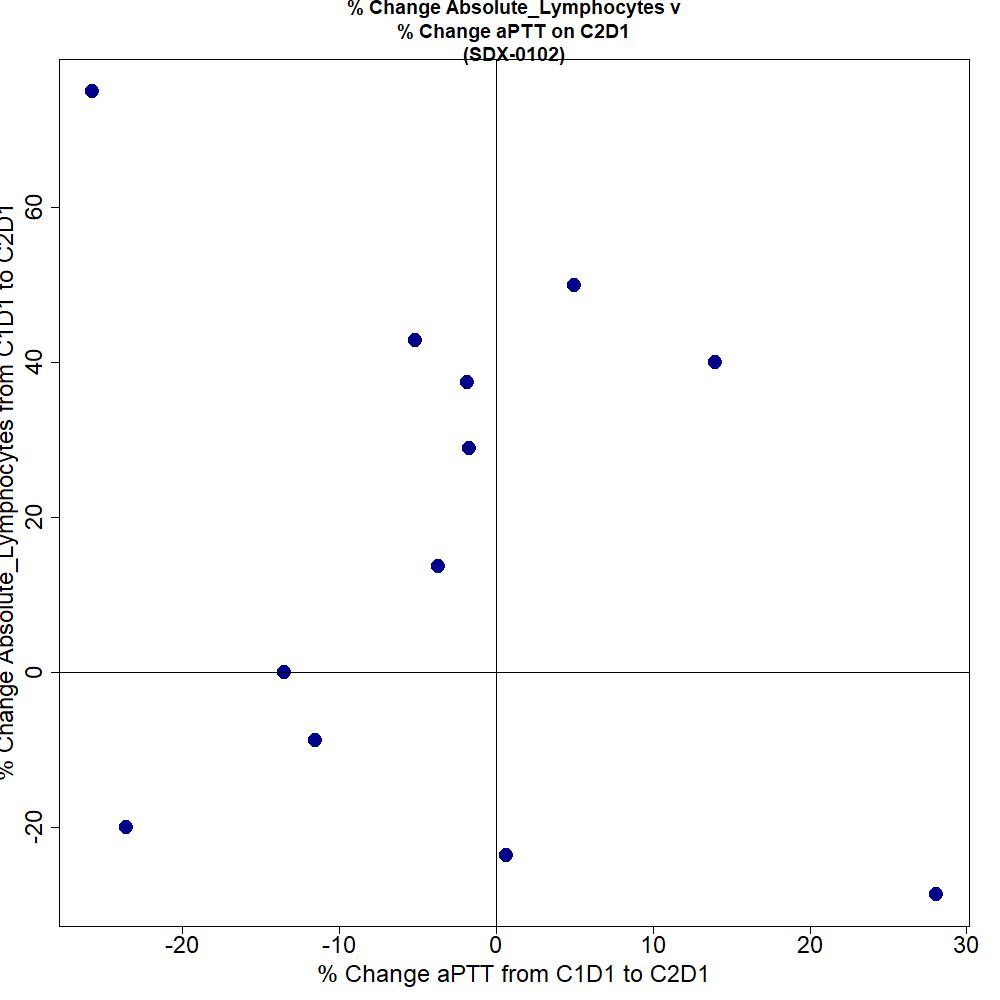 % Change Absolute_Lymphocytes v
% Change aPTT on C2D1
(SDX-0102)
% Change Absolute_Lymphocytes from C1D1 to C2D1
60
40
20
0
-20
-20
-10
0
10
20
30
% Change aPTT from C1D1 to C2D1